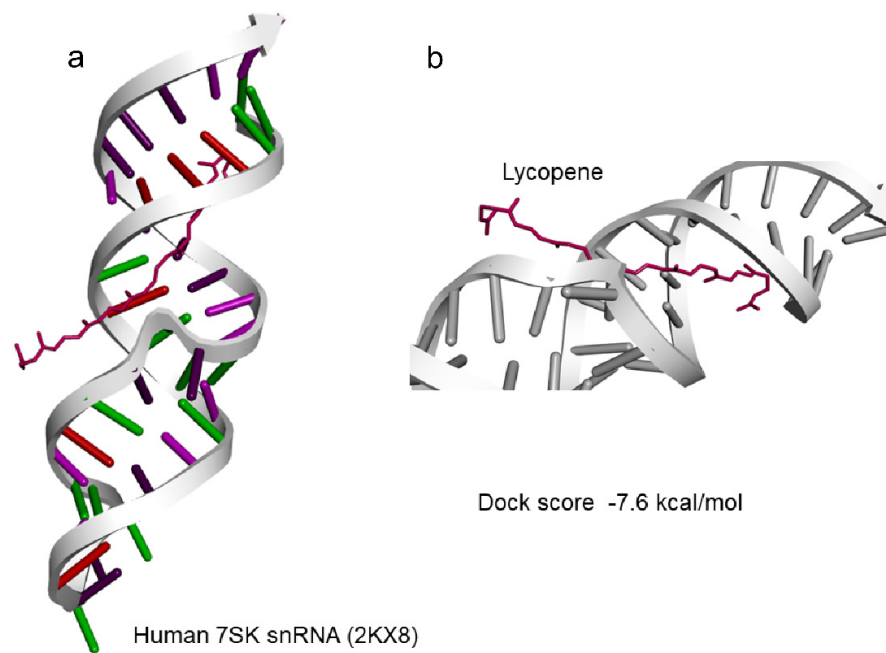 a
b
Lycopene
Dock score -7.6 kcal/mol
Human 7SK snRNA (2KX8)